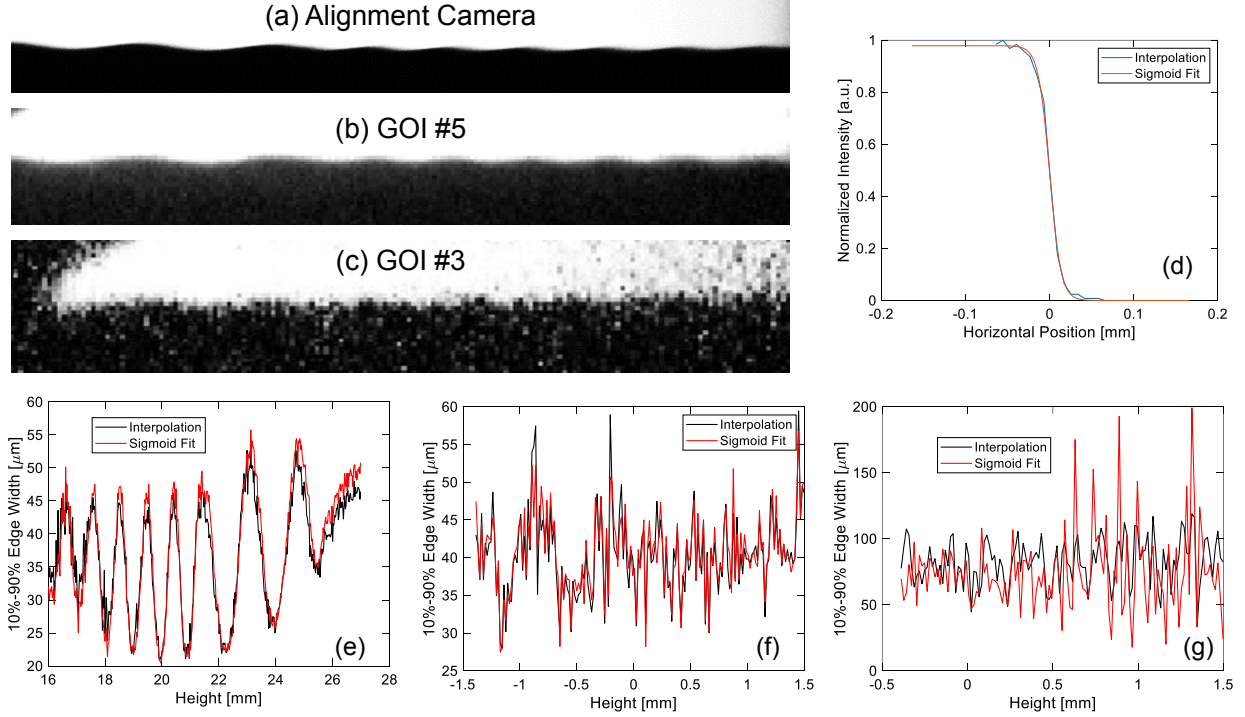 (a) Alignment Camera
(b) GOI #5
(c) GOI #3
Normalized Intensity [a.u.]
1
0.8
0.6
0.4
0.2
0
-0.2
-0.1
0
0.1
0.2
Horizontal Position [mm]
Interpolation
Sigmoid Fit
(d)
10%-90% Edge Width [μm]
60
55
50
45
40
35
30
25
20
16
18
20
22
24
26
28
Height [mm]
Interpolation
Sigmoid Fit
(e)
10%-90% Edge Width [μm]
60
55
50
45
40
35
30
25
-1.5
-1
-0.5
0
0.5
1
1.5
Height [mm]
Interpolation
Sigmoid Fit
(f)
10%-90% Edge Width [μm]
200
150
100
50
0
-0.5
0
0.5
1
1.5
Height [mm]
Interpolation
Sigmoid Fit
(g)